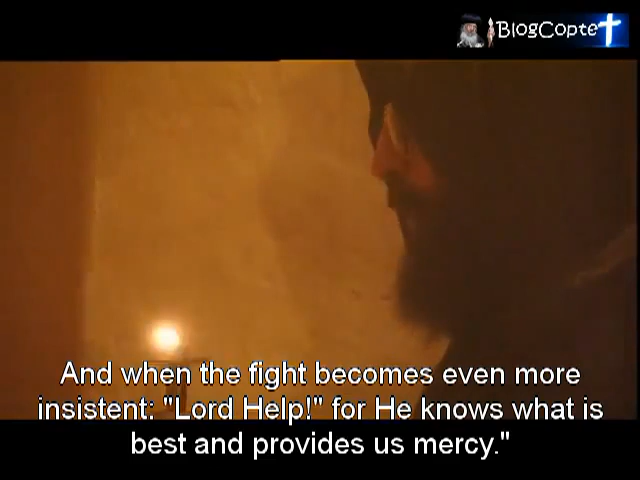 BlogCopte
And when the fight becomes even more
insistent: "Lord Help!" for He knows what is
best and provides us mercy."